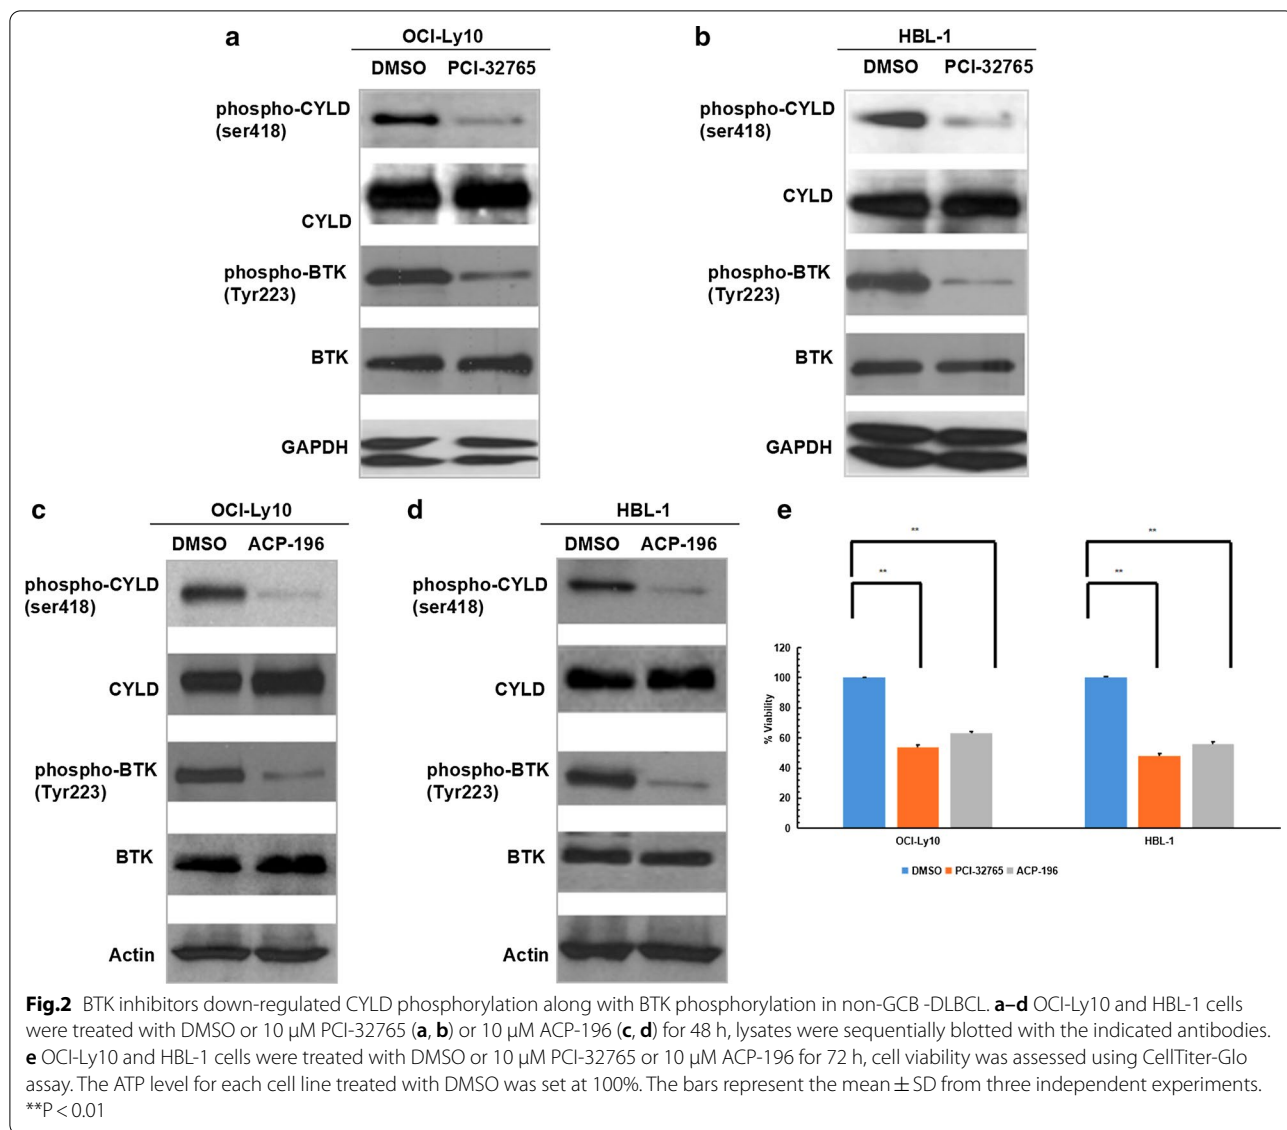 a
OCI-Ly10
DMSO PCI-32765
phospho-CYLD
(ser418)
CYLD
phospho-BTK
(Tyr223)
BTK
GAPDH
b
HBL-1
DMSO PCI-32765
phospho-CYLD
(ser418)
CYLD
phospho-BTK
(Tyr223)
BTK
GAPDH
c
OCI-Ly10
DMSO ACP-196
phospho-CYLD
(ser418)
CYLD
phospho-BTK
(Tyr223)
BTK
Actin
d
HBL-1
DMSO ACP-196
phospho-CYLD
(ser418)
CYLD
phospho-BTK
(Tyr223)
BTK
Actin
e
**
**
**
**
% Viability
120
100
80
60
40
20
0
OCI-Ly10 HBL-1
DMSO PCI-32765 ACP-196
Fig.2 BTK inhibitors down-regulated CYLD phosphorylation along with BTK phosphorylation in non-GCB -DLBCL. a–d OCI-Ly10 and HBL-1 cells
were treated with DMSO or 10 µM PCI-32765 (a, b) or 10 µM ACP-196 (c, d) for 48 h, lysates were sequentially blotted with the indicated antibodies.
e OCI-Ly10 and HBL-1 cells were treated with DMSO or 10 µM PCI-32765 or 10 µM ACP-196 for 72 h, cell viability was assessed using CellTiter-Glo
assay. The ATP level for each cell line treated with DMSO was set at 100%. The bars represent the mean ± SD from three independent experiments.
**P < 0.01